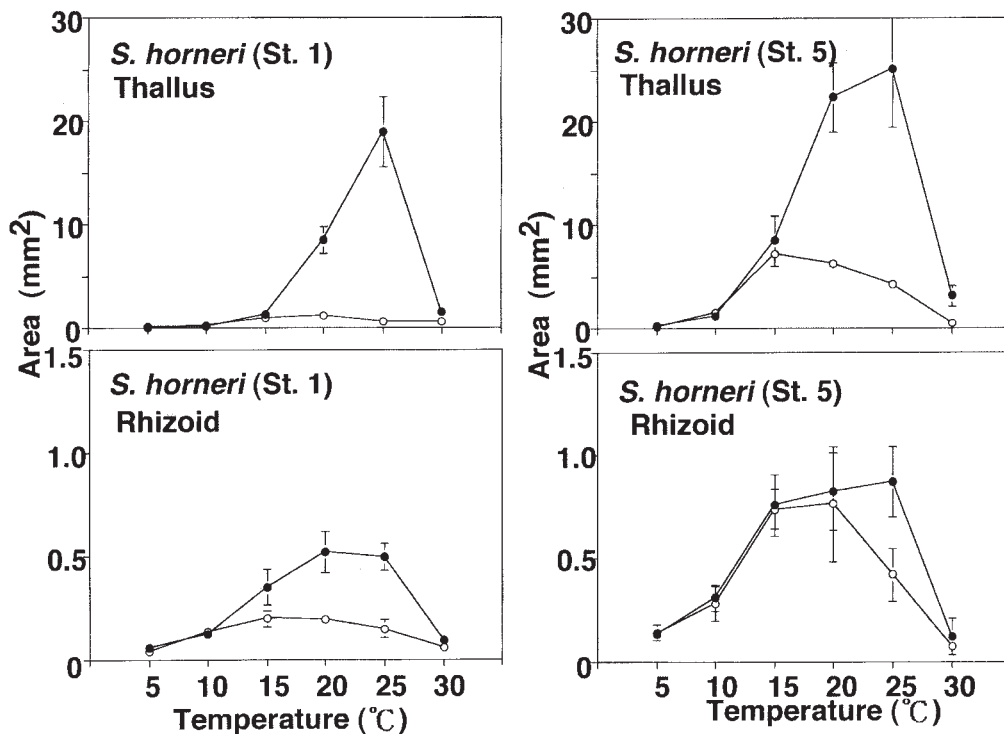 30
20
10
0
S. horneri (St. 1)
Thallus
30
20
10
0
S. horneri (St. 5)
Thallus
Area (mm²)
Area (mm²)
1.5
1.0
0.5
0
S. horneri (St. 1)
Rhizoid
1.5
1.0
0.5
0
S. horneri (St. 5)
Rhizoid
5 10 15 20 25 30
Temperature (℃)
5 10 15 20 25 30
Temperature (℃)